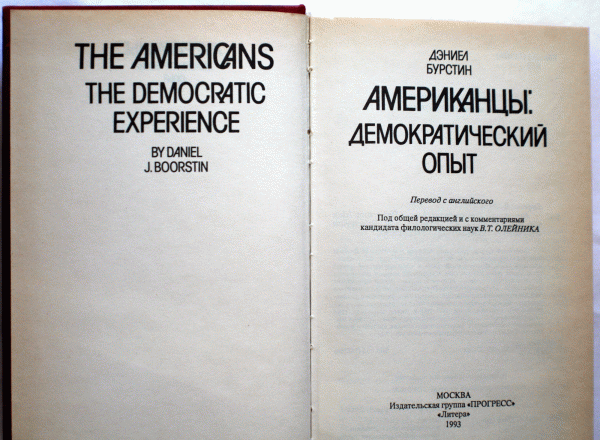 THE AMERICANS
THE DEMOCRATIC
EXPERIENCE
BY DANIEL
J. BOORSTIN
ДЭНИЕЛ
БУРСТИН
АМЕРИКАНЦЫ:
ДЕМОКРАТИЧЕСКИЙ
ОПЫТ
Перевод с английского
Под общей редакцией и с комментариями
кандидата филологических наук В.Т. ОЛЕЙНИКА
МОСКВА
Издательская группа «ПРОГРЕСС»
«Литера»
1993